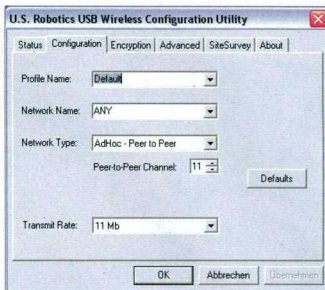 U.S. Robotics USB Wireless Configuration Utility
Status Configuration Encryption Advanced SiteSurvey About
Profile Name: Default
Network Name: ANY
Network Type: AdHoc - Peer to Peer
Peer-to-Peer Channel: 11
Defaults
Transmit Rate: 11 Mb
OK Abbrechen Übernehmen